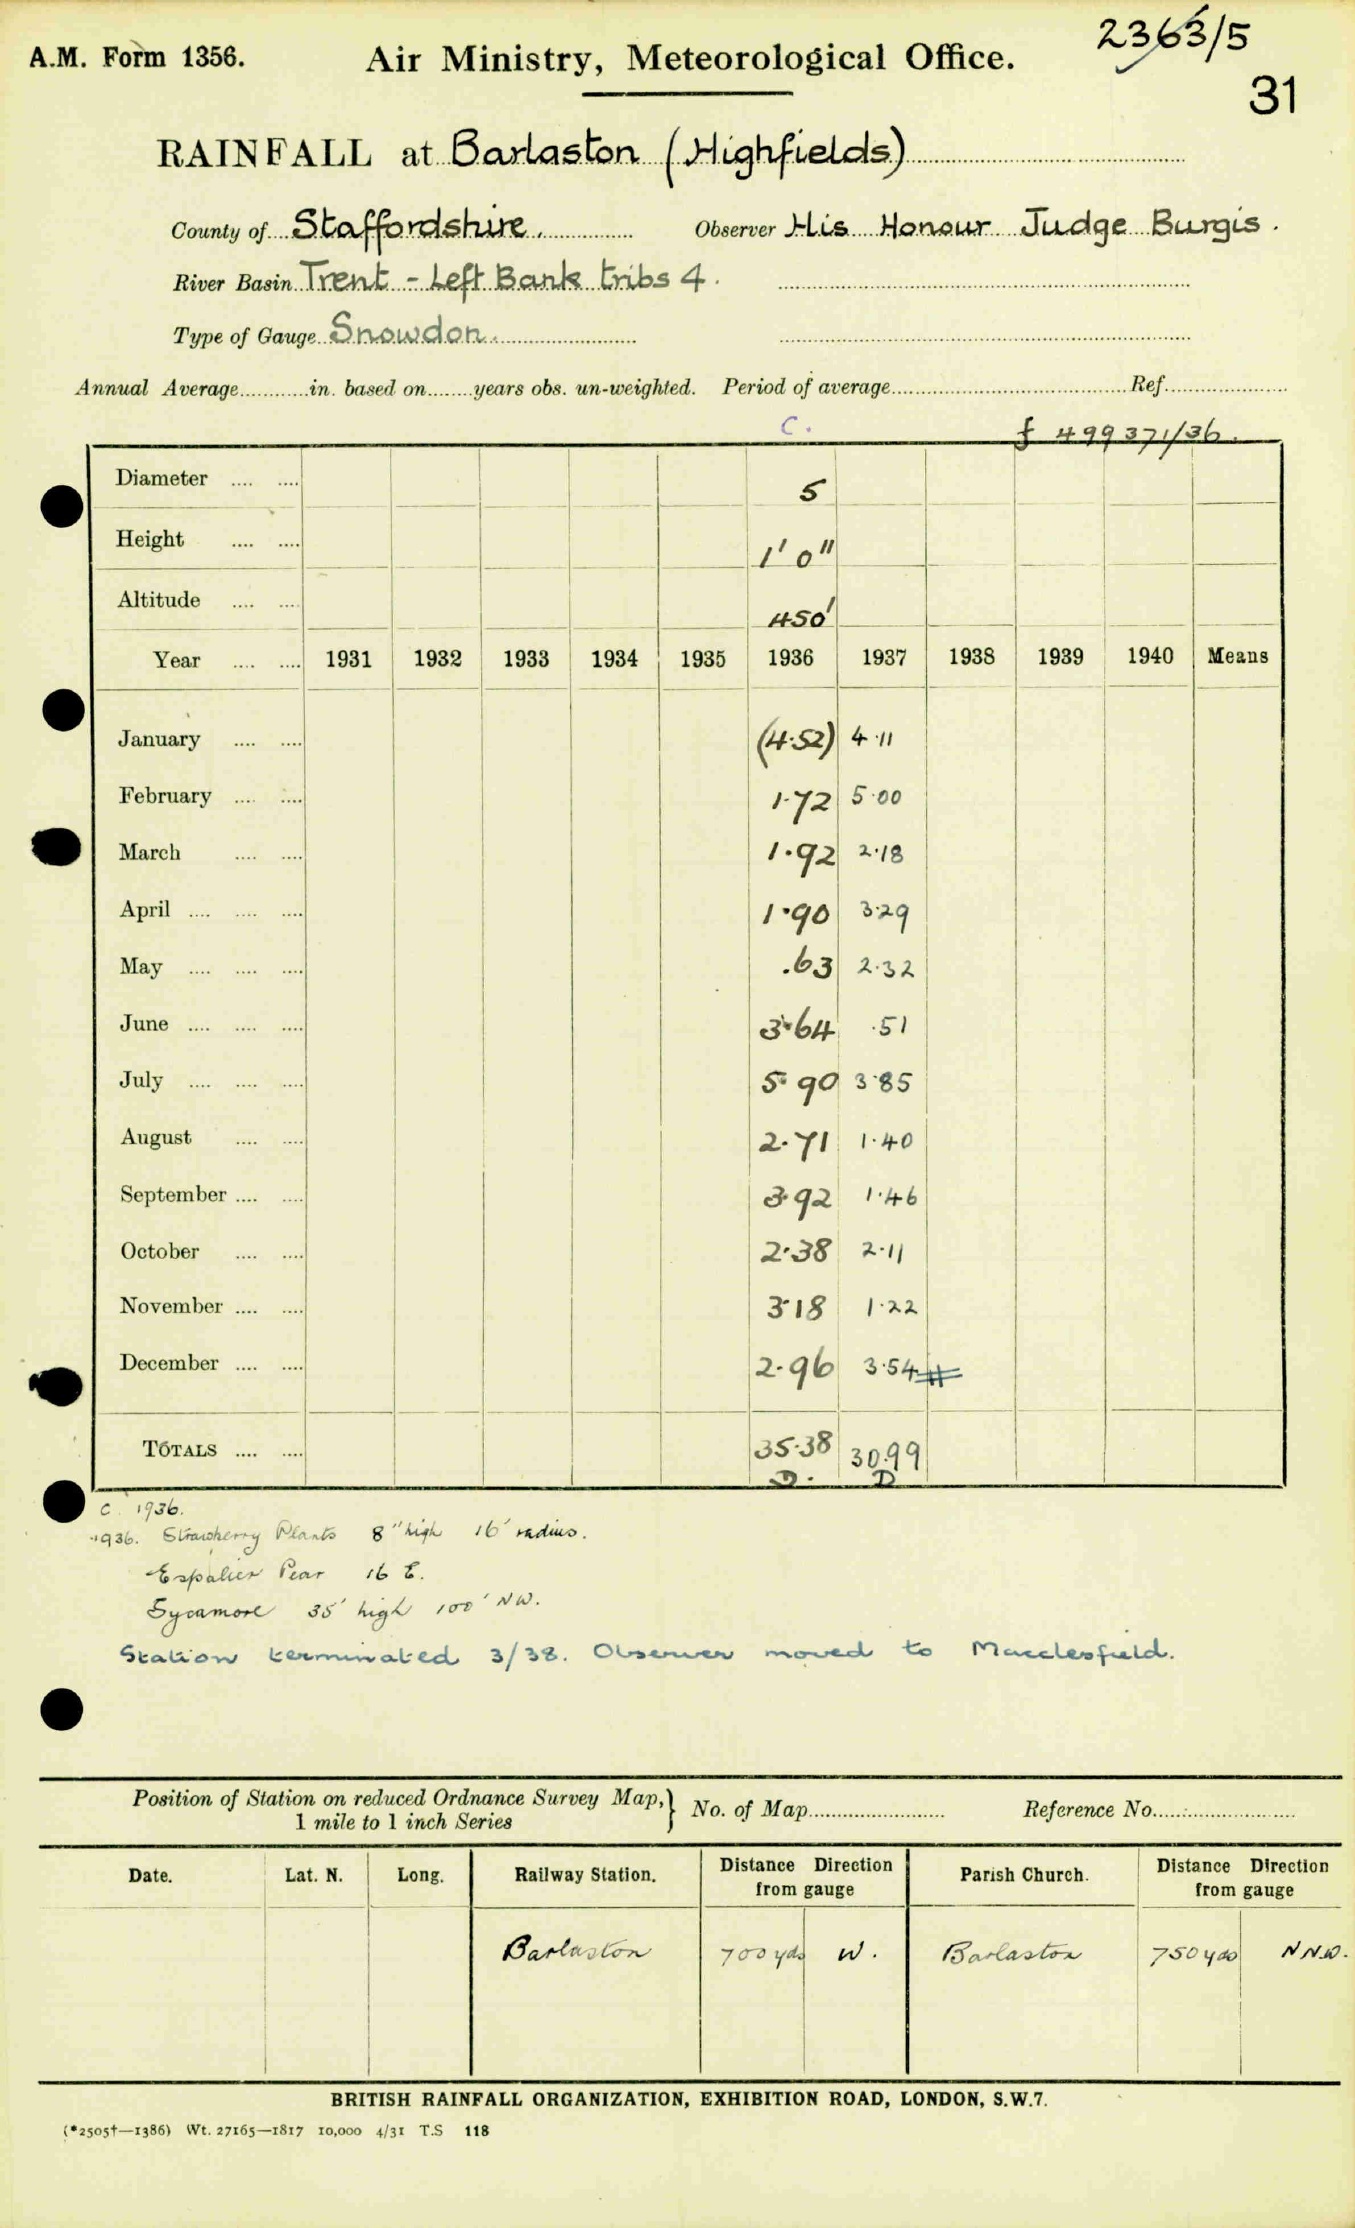 2363/5
A.M. Form 1356. Air Ministry, Meteorological Office.
31
RAINFALL at Barlaston (Highfields)
County of Staffordshire. Observer His Honour Judge Burgis.
River Basin Trent - Left Bank tribs 4.
Type of Gauge Snowdon.
Annual Average............in. based on........years obs. un-weighted. Period of average............ Ref............
C. f 499371/36.
Diameter .... .... 5
Height .... .... 1' 0"
Altitude .... .... 450'
Year .... .... 1931 1932 1933 1934 1935 1936 1937 1938 1939 1940 Means
January .... .... (4.52) 4.11
February .... .... 1.72 5.00
March .... .... 1.92 2.18
April .... .... .... 1.90 3.29
May .... .... .... .63 2.32
June .... .... .... 3.64 .51
July .... .... .... 5.90 3.85
August .... .... 2.71 1.40
September .... .... 3.92 1.46
October .... .... 2.38 2.11
November .... .... 3.18 1.22
December .... .... 2.96 3.54 #
TOTALS .... .... 35.38 30.99
D. D
C 1936.
1936. Strawberry Plants 8" high 16' radius.
Espalier Pear 16 E.
Sycamore 35' high 100' NW.
Station terminated 3/38. Observer moved to Macclesfield.
Position of Station on reduced Ordnance Survey Map, } No. of Map............ Reference No............
1 mile to 1 inch Series
Date. Lat. N. Long. Railway Station. Distance Direction from gauge Parish Church. Distance Direction from gauge
Barlaston 700 yds W. Barlaston 750 yds NNW.
BRITISH RAINFALL ORGANIZATION, EXHIBITION ROAD, LONDON, S.W.7.
(*2505†—1386) Wt. 27165—1817 10,000 4/31 T.S 118